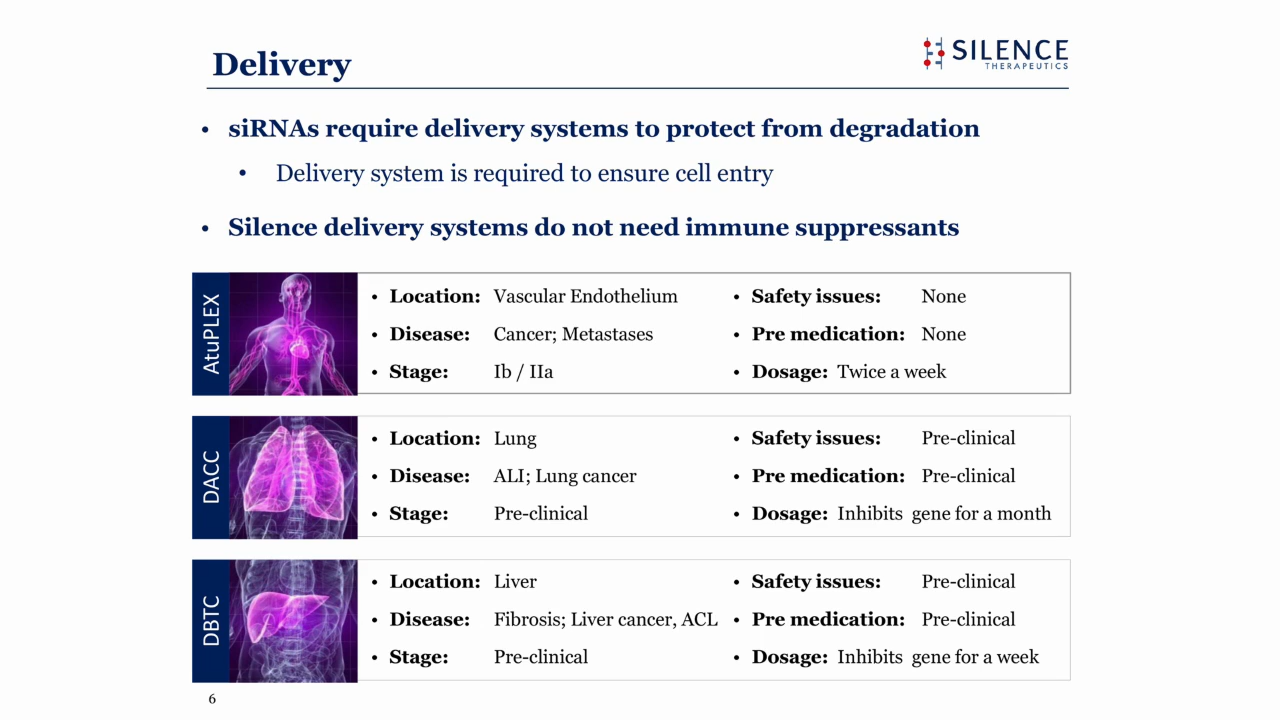 Delivery
SILENCE
THERAPEUTICS
• siRNAs require delivery systems to protect from degradation
• Delivery system is required to ensure cell entry
• Silence delivery systems do not need immune suppressants
AtuPLEX
• Location: Vascular Endothelium
• Disease: Cancer; Metastases
• Stage: Ib / IIa
• Safety issues: None
• Pre medication: None
• Dosage: Twice a week
DACC
• Location: Lung
• Disease: ALI; Lung cancer
• Stage: Pre-clinical
• Safety issues: Pre-clinical
• Pre medication: Pre-clinical
• Dosage: Inhibits gene for a month
DBTC
• Location: Liver
• Disease: Fibrosis; Liver cancer, ACL
• Stage: Pre-clinical
• Safety issues: Pre-clinical
• Pre medication: Pre-clinical
• Dosage: Inhibits gene for a week
6